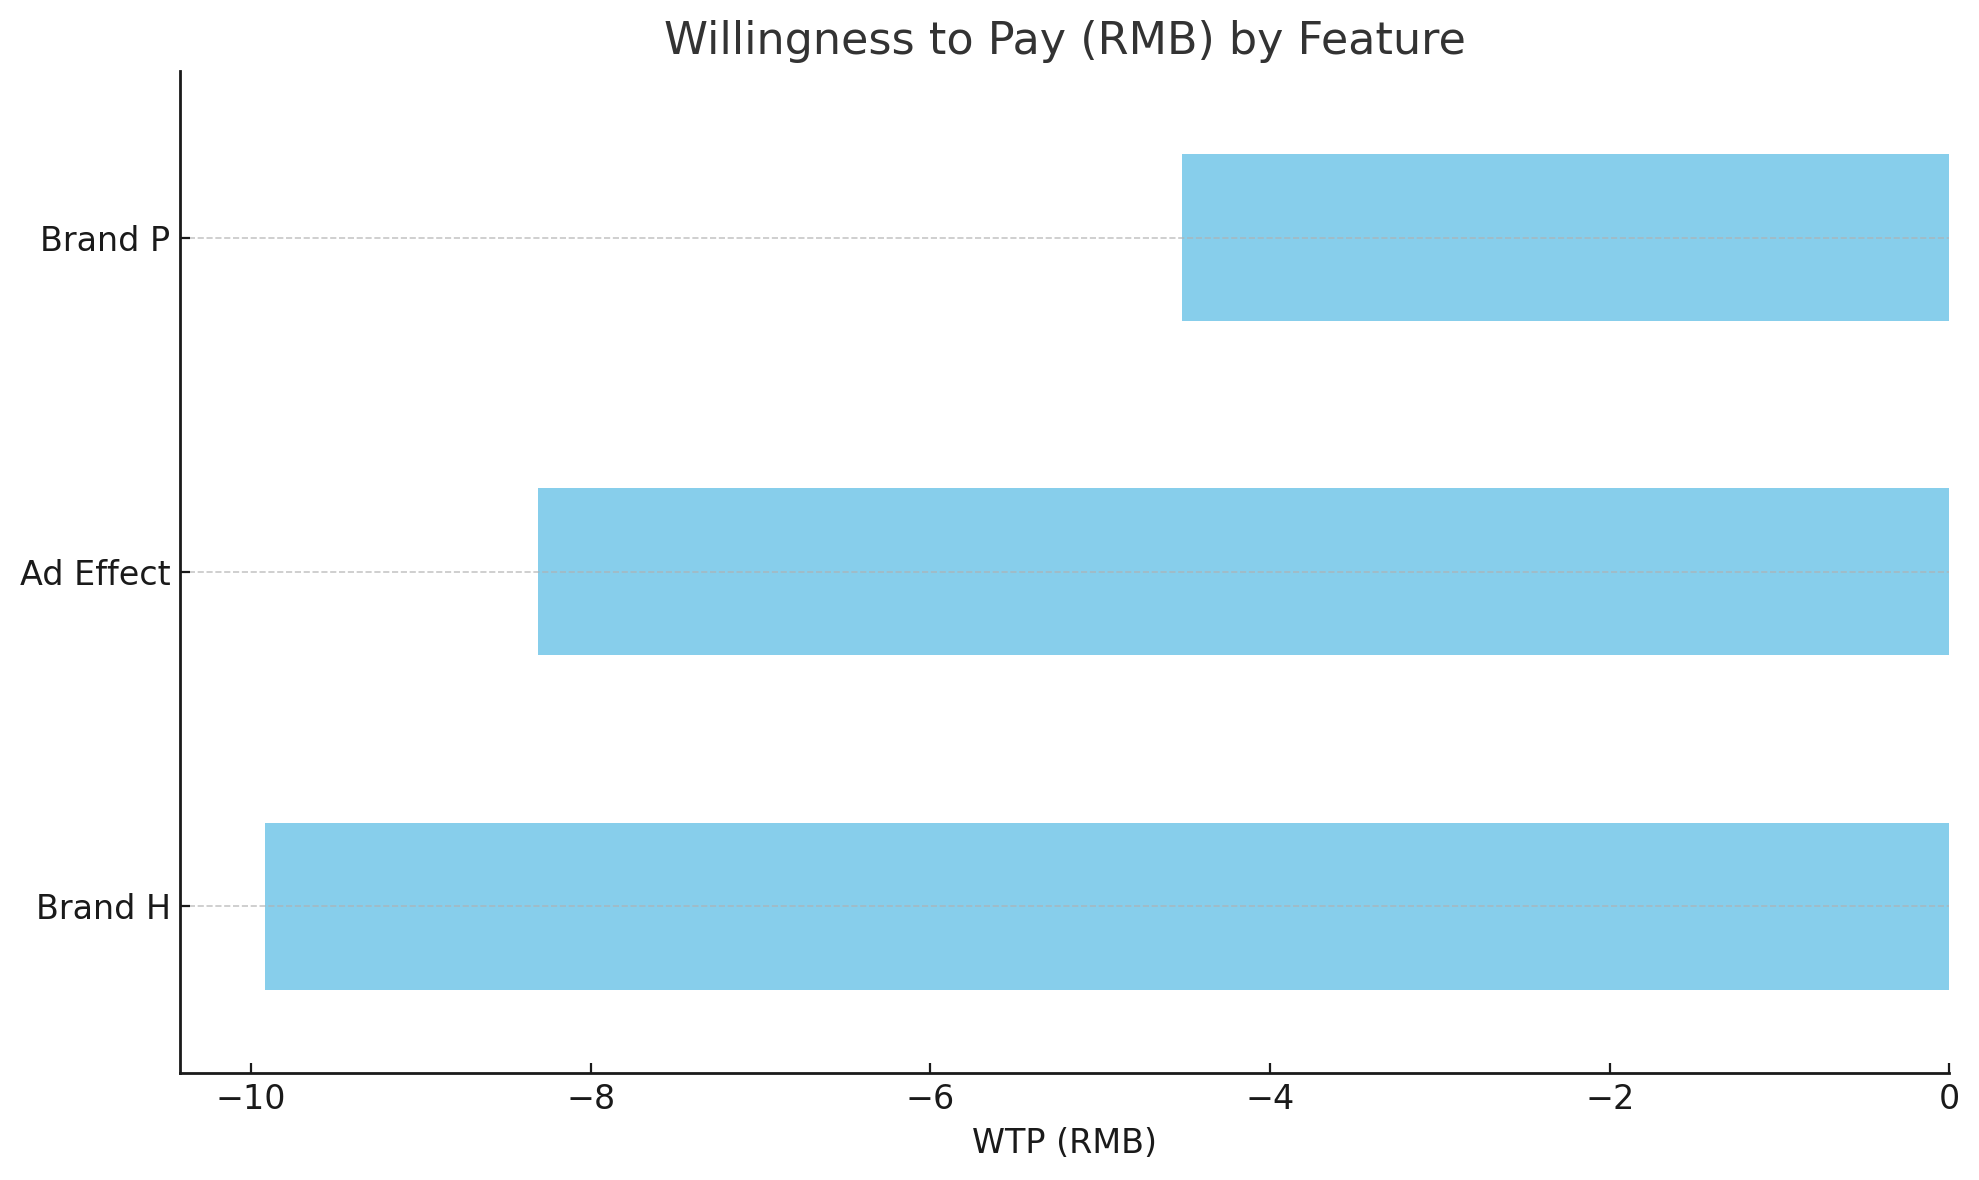 Willingness to Pay (RMB) by Feature
Brand P
Ad Effect
Brand H
−10 −8 −6 −4 −2 0
WTP (RMB)